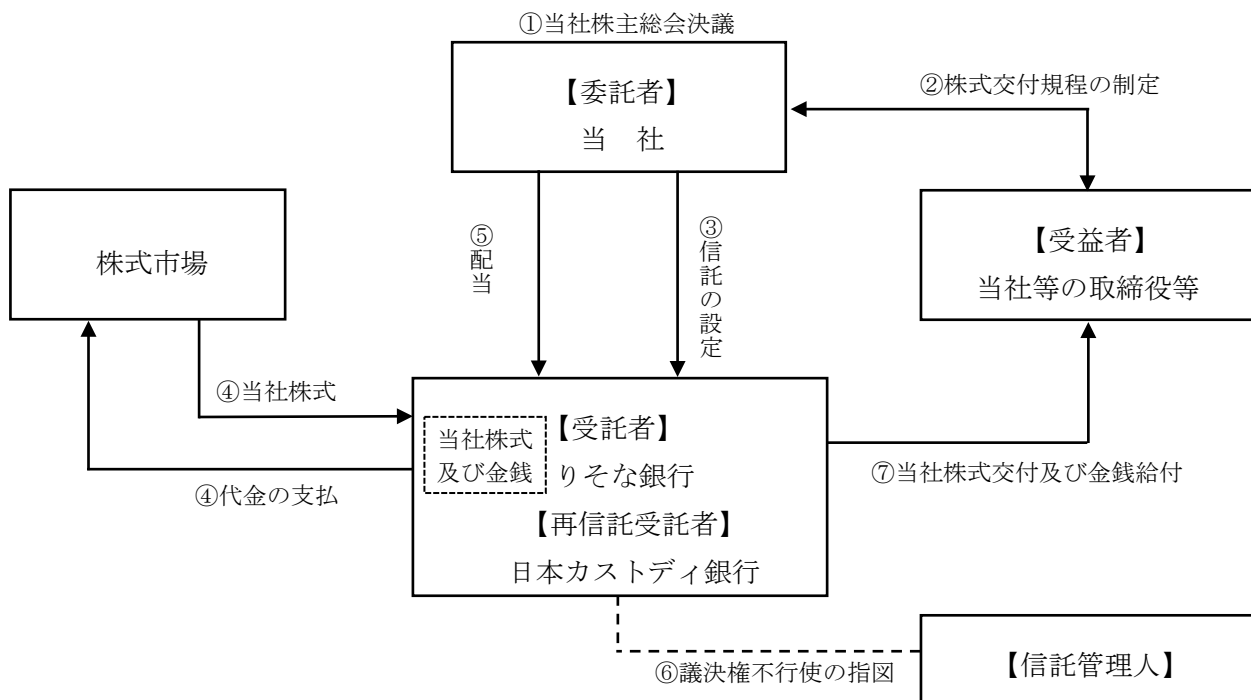 ①当社株主総会決議
【委託者】
当　社
②株式交付規程の制定
株式市場
⑤配当
③信託の設定
【受益者】
当社等の取締役等
④当社株式
当社株式
及び金銭
【受託者】
りそな銀行
【再信託受託者】
日本カストディ銀行
④代金の支払
⑦当社株式交付及び金銭給付
⑥議決権不行使の指図
【信託管理人】